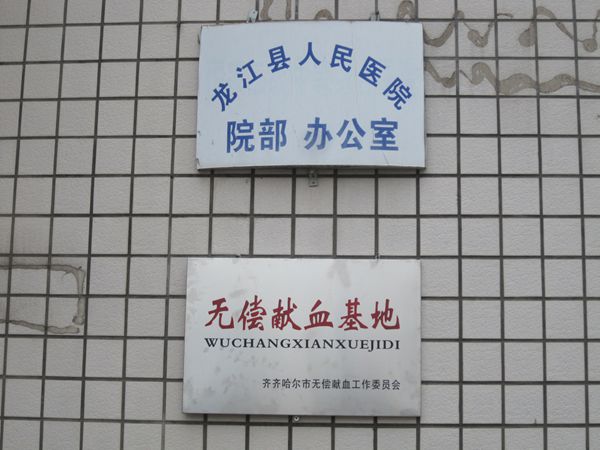 龙江县人民医院
院部 办公室
无偿献血基地
WUCHANGXIANXUEJIDI
齐齐哈尔市无偿献血工作委员会